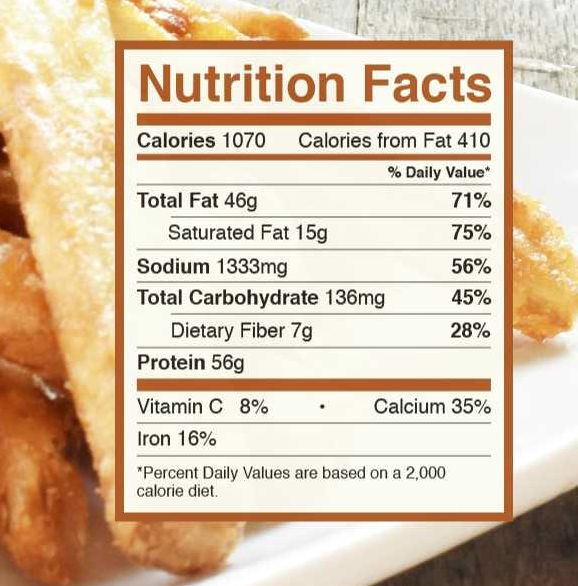 Nutrition Facts
Calories 1070 Calories from Fat 410
% Daily Value*
Total Fat 46g 71%
Saturated Fat 15g 75%
Sodium 1333mg 56%
Total Carbohydrate 136mg 45%
Dietary Fiber 7g 28%
Protein 56g
Vitamin C 8% • Calcium 35%
Iron 16%
*Percent Daily Values are based on a 2,000
calorie diet.